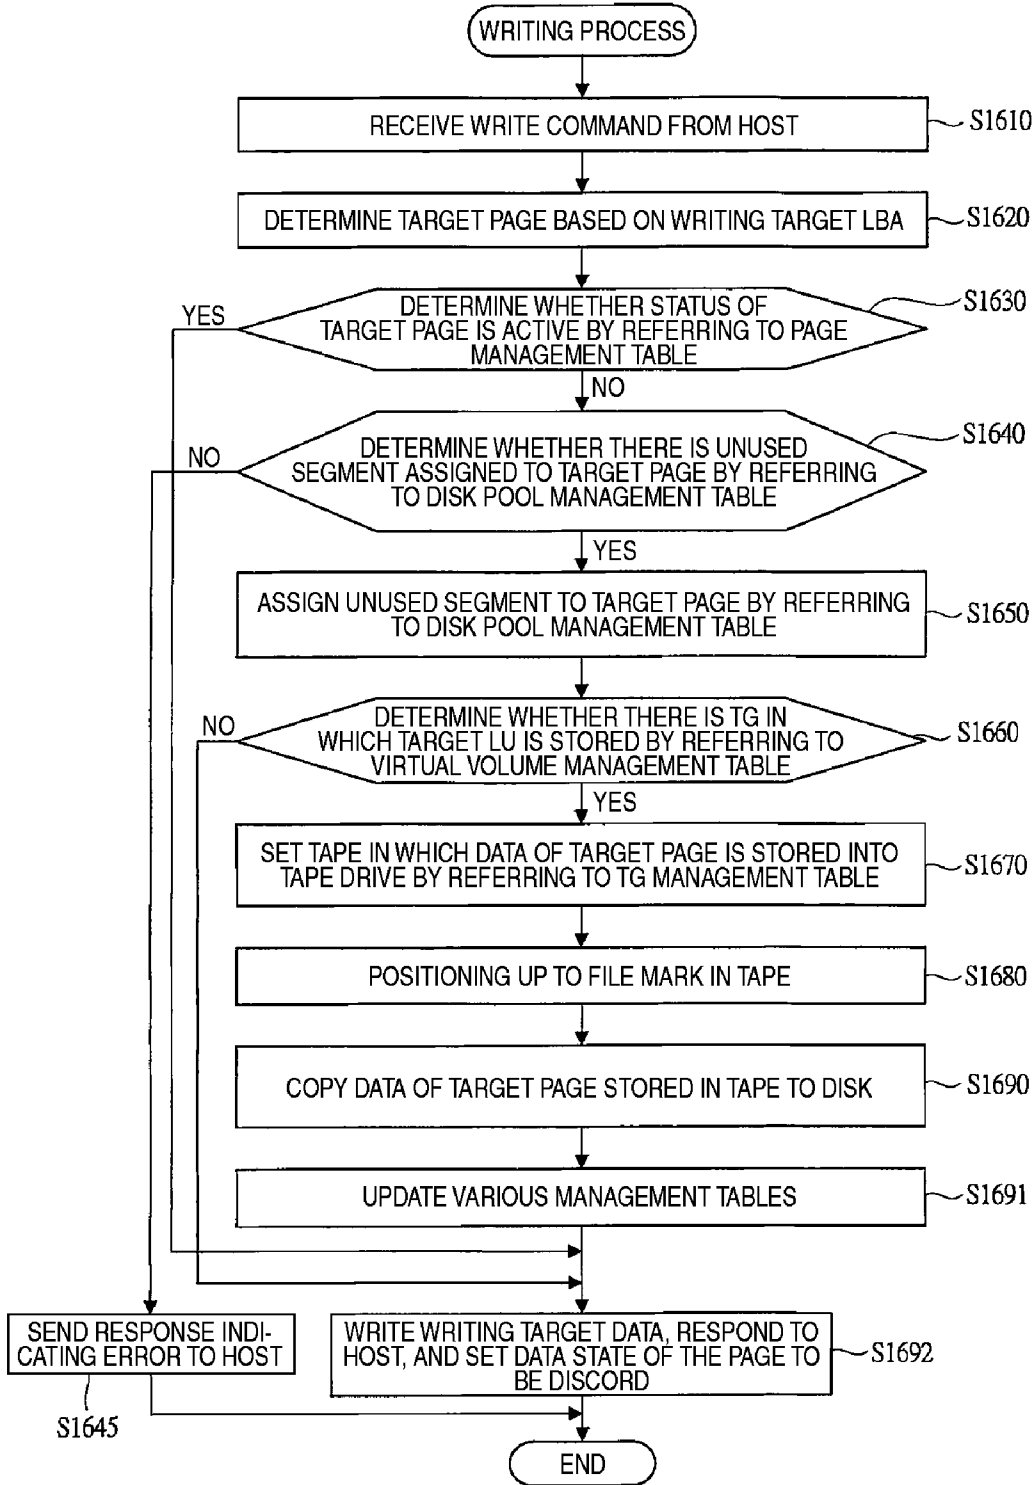 WRITING PROCESS
RECEIVE WRITE COMMAND FROM HOST
S1610
DETERMINE TARGET PAGE BASED ON WRITING TARGET LBA
S1620
DETERMINE WHETHER STATUS OF
TARGET PAGE IS ACTIVE BY REFERRING TO PAGE
MANAGEMENT TABLE
S1630
YES
NO
DETERMINE WHETHER THERE IS UNUSED
SEGMENT ASSIGNED TO TARGET PAGE BY REFERRING
TO DISK POOL MANAGEMENT TABLE
S1640
NO
YES
ASSIGN UNUSED SEGMENT TO TARGET PAGE BY REFERRING
TO DISK POOL MANAGEMENT TABLE
S1650
DETERMINE WHETHER THERE IS TG IN
WHICH TARGET LU IS STORED BY REFERRING TO
VIRTUAL VOLUME MANAGEMENT TABLE
S1660
NO
YES
SET TAPE IN WHICH DATA OF TARGET PAGE IS STORED INTO
TAPE DRIVE BY REFERRING TO TG MANAGEMENT TABLE
S1670
POSITIONING UP TO FILE MARK IN TAPE
S1680
COPY DATA OF TARGET PAGE STORED IN TAPE TO DISK
S1690
UPDATE VARIOUS MANAGEMENT TABLES
S1691
SEND RESPONSE INDI-
CATING ERROR TO HOST
S1645
WRITE WRITING TARGET DATA, RESPOND TO
HOST, AND SET DATA STATE OF THE PAGE TO
BE DISCORD
S1692
END